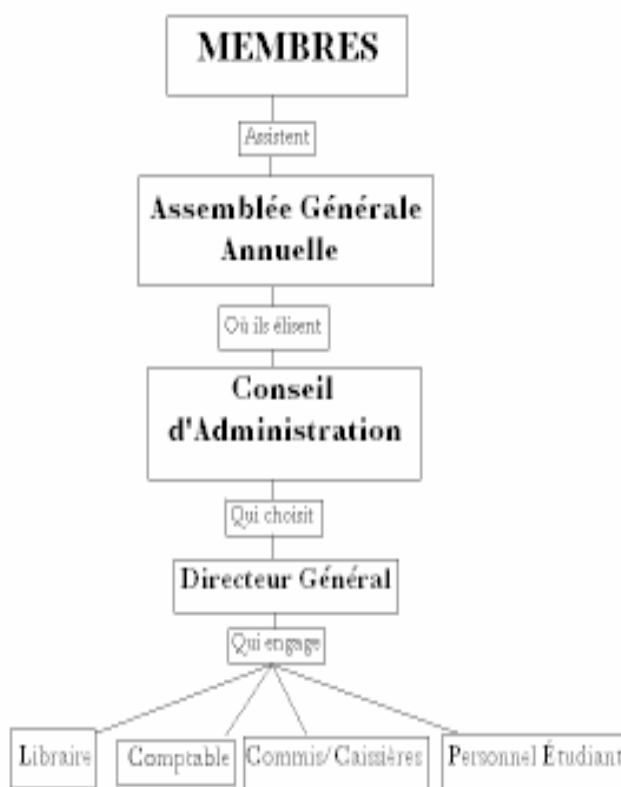 MEMBRES
Assistent
Assemblée Générale
Annuelle
Où ils élisent
Conseil
d'Administration
Qui choisit
Directeur Général
Qui engage
Libraire
Comptable
Commis/Caissières
Personnel Étudiant